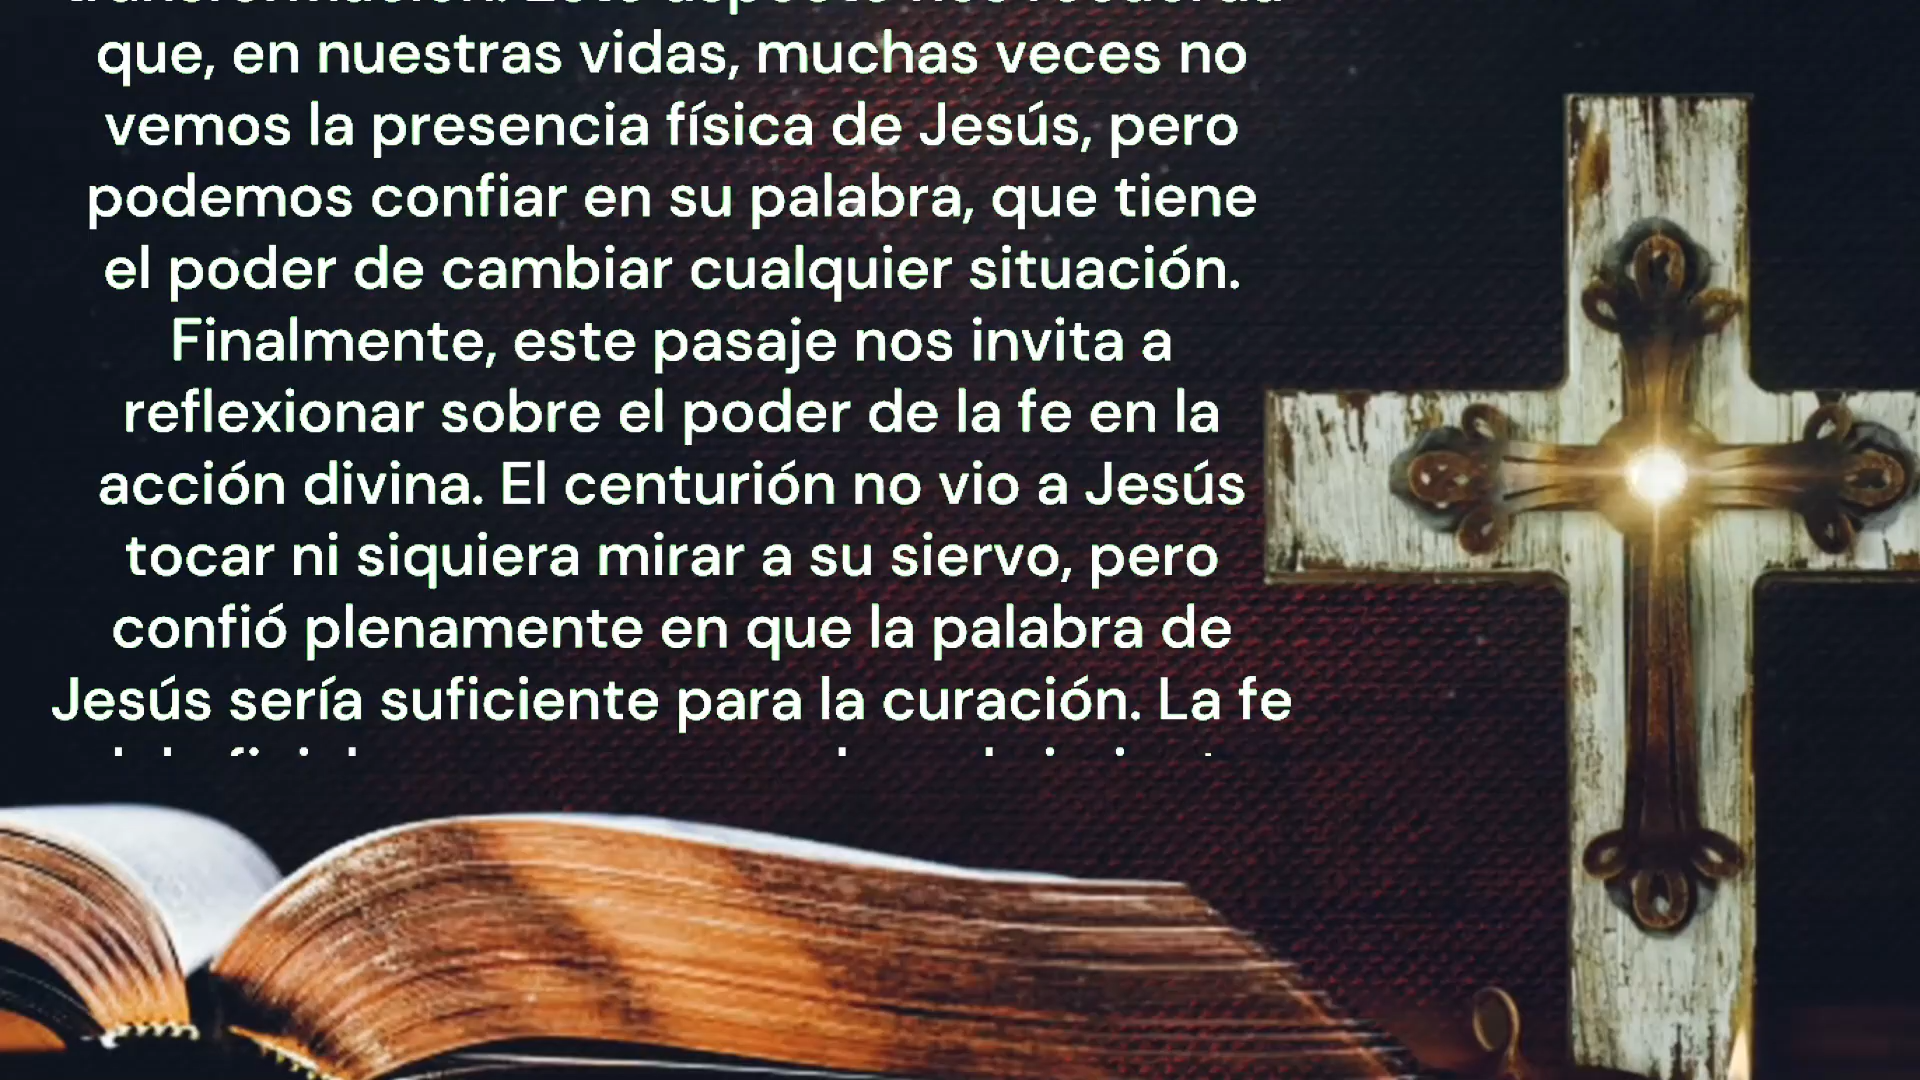 que, en nuestras vidas, muchas veces no
vemos la presencia física de Jesús, pero
podemos confiar en su palabra, que tiene
el poder de cambiar cualquier situación.
Finalmente, este pasaje nos invita a
reflexionar sobre el poder de la fe en la
acción divina. El centurión no vio a Jesús
tocar ni siquiera mirar a su siervo, pero
confió plenamente en que la palabra de
Jesús sería suficiente para la curación. La fe